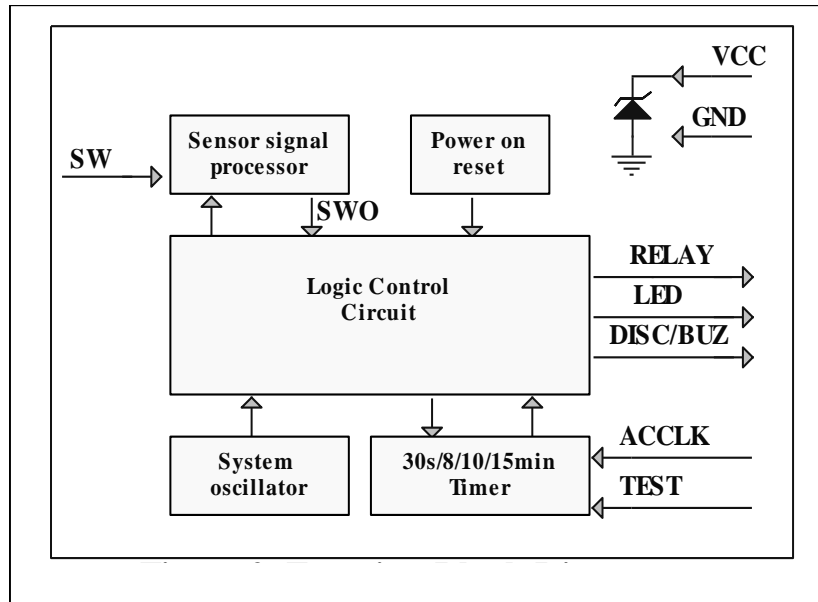 VCC
GND
Sensor signal
processor
Power on
reset
SW
SWO
Logic Control
Circuit
RELAY
LED
DISC/BUZ
System
oscillator
30s/8/10/15min
Timer
ACCLK
TEST